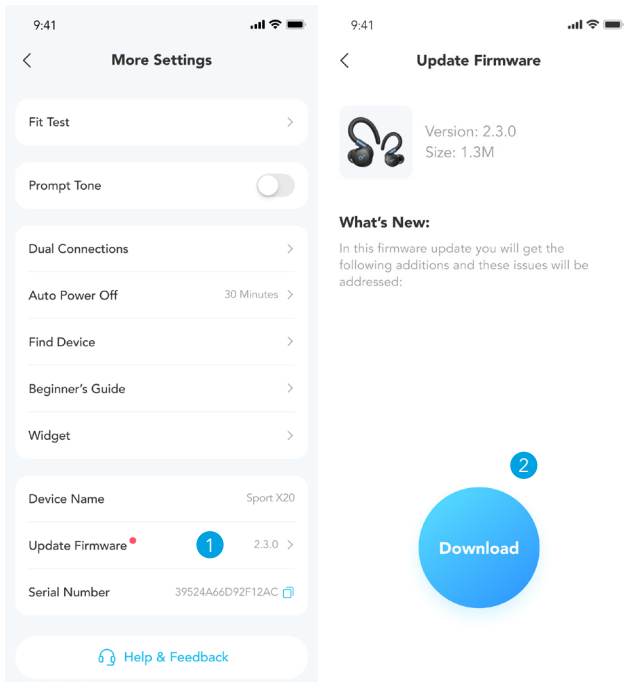 9:41
More Settings
Fit Test
Prompt Tone
Dual Connections
Auto Power Off 30 Minutes
Find Device
Beginner's Guide
Widget
Device Name Sport X20
Update Firmware 1 2.3.0
Serial Number 39524A66D92F12AC
Help & Feedback
9:41
Update Firmware
Version: 2.3.0
Size: 1.3M
What's New:
In this firmware update you will get the
following additions and these issues will be
addressed:
2
Download